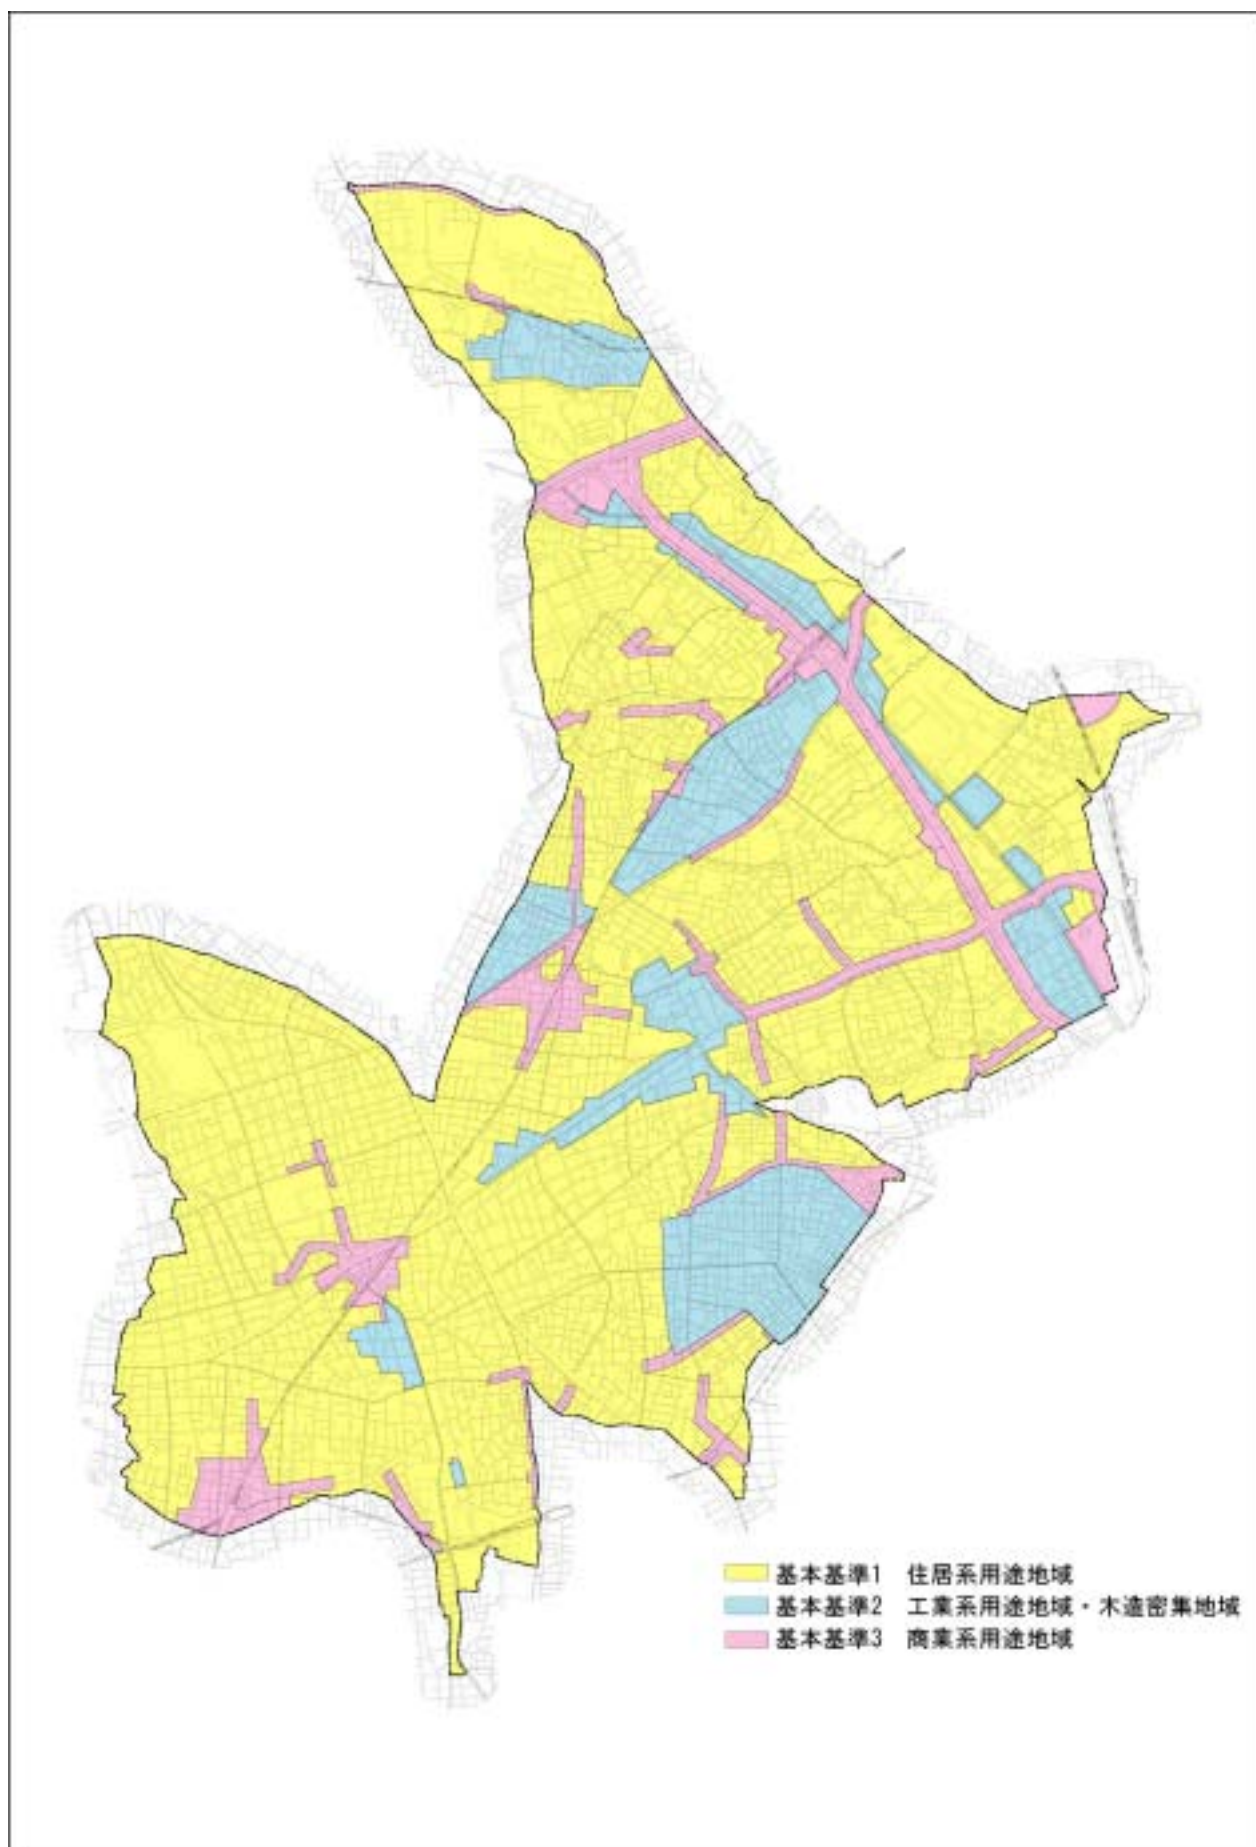 基本基準1 住居系用途地域
基本基準2 工業系用途地域・木造密集地域
基本基準3 商業系用途地域